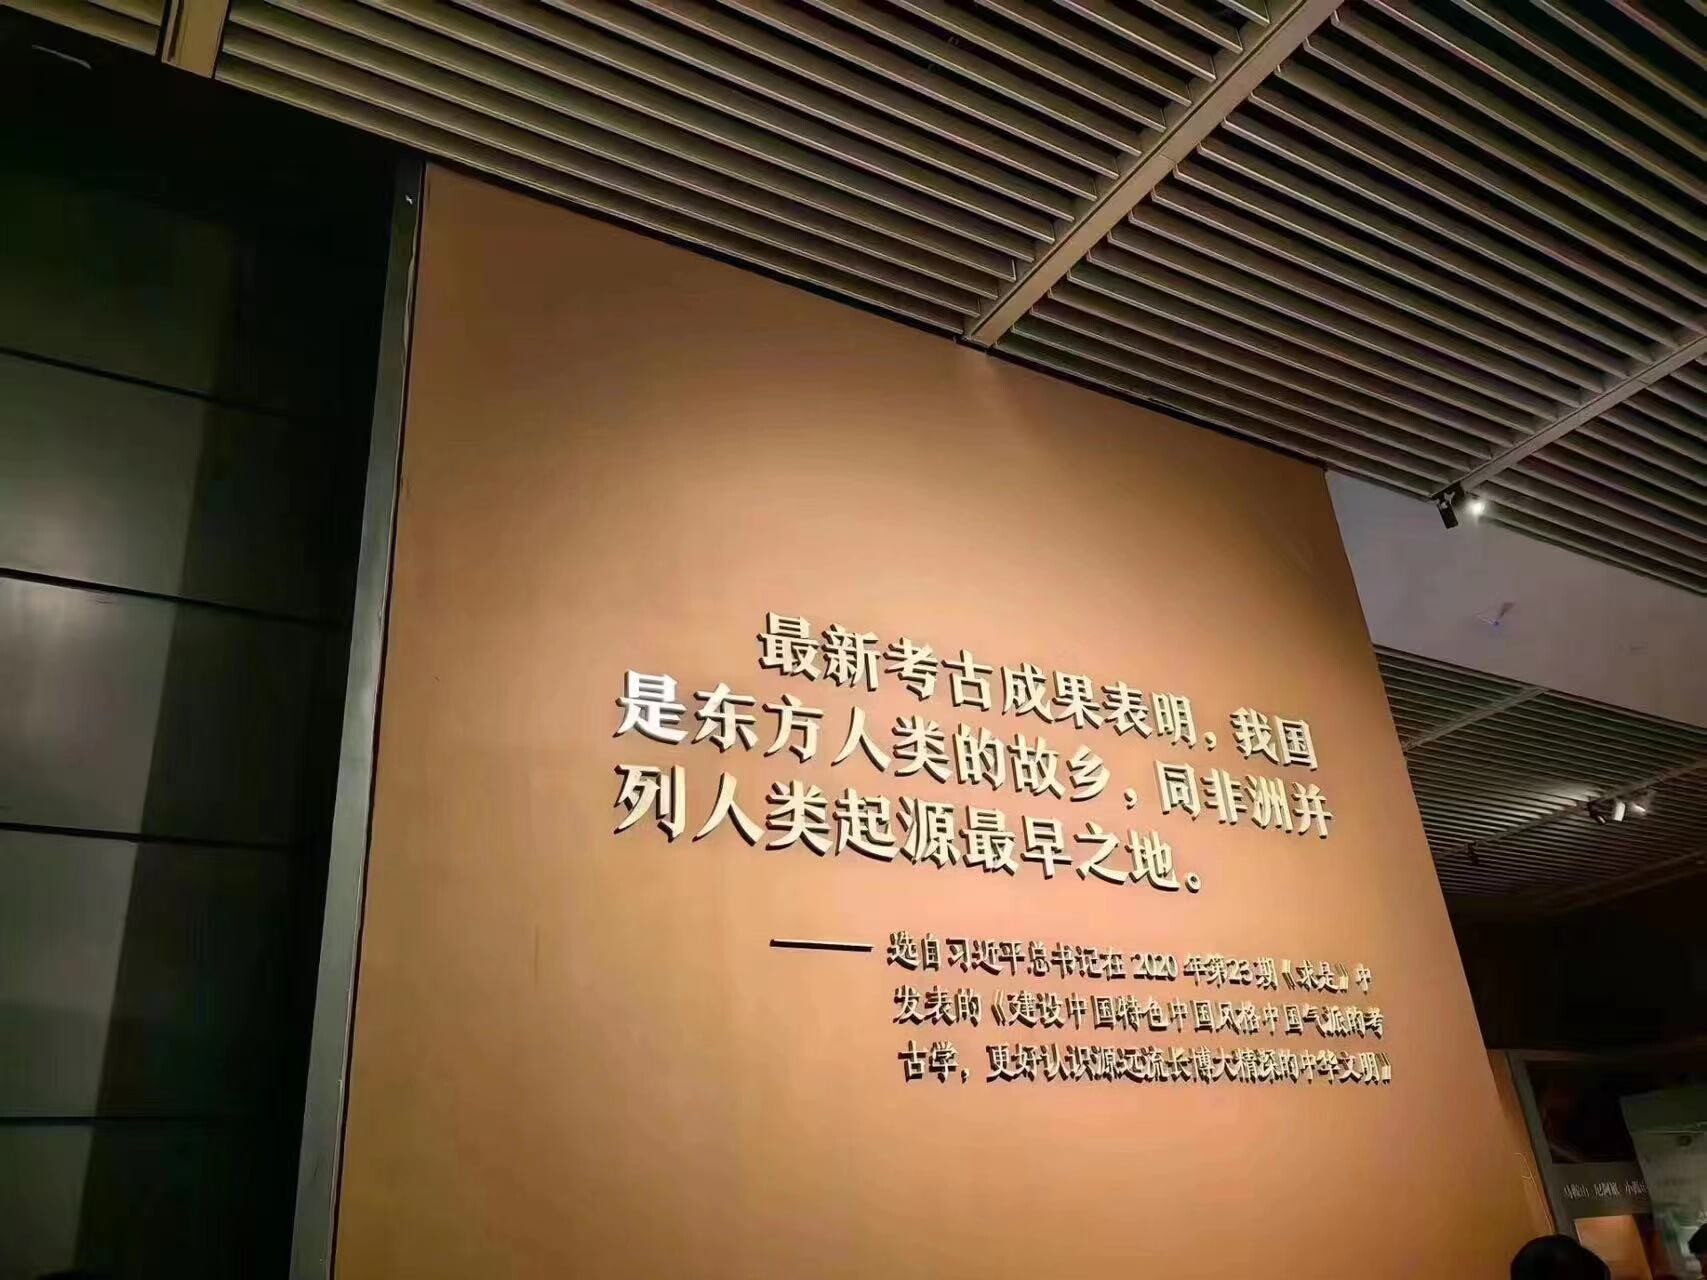 最新考古成果表明，我国
是东方人类的故乡，同非洲并
列人类起源最早之地。
——选自习近平总书记在 2020 年第23期《求是》中
发表的《建设中国特色中国风格中国气派的考
古学，更好认识源远流长博大精深的中华文明》